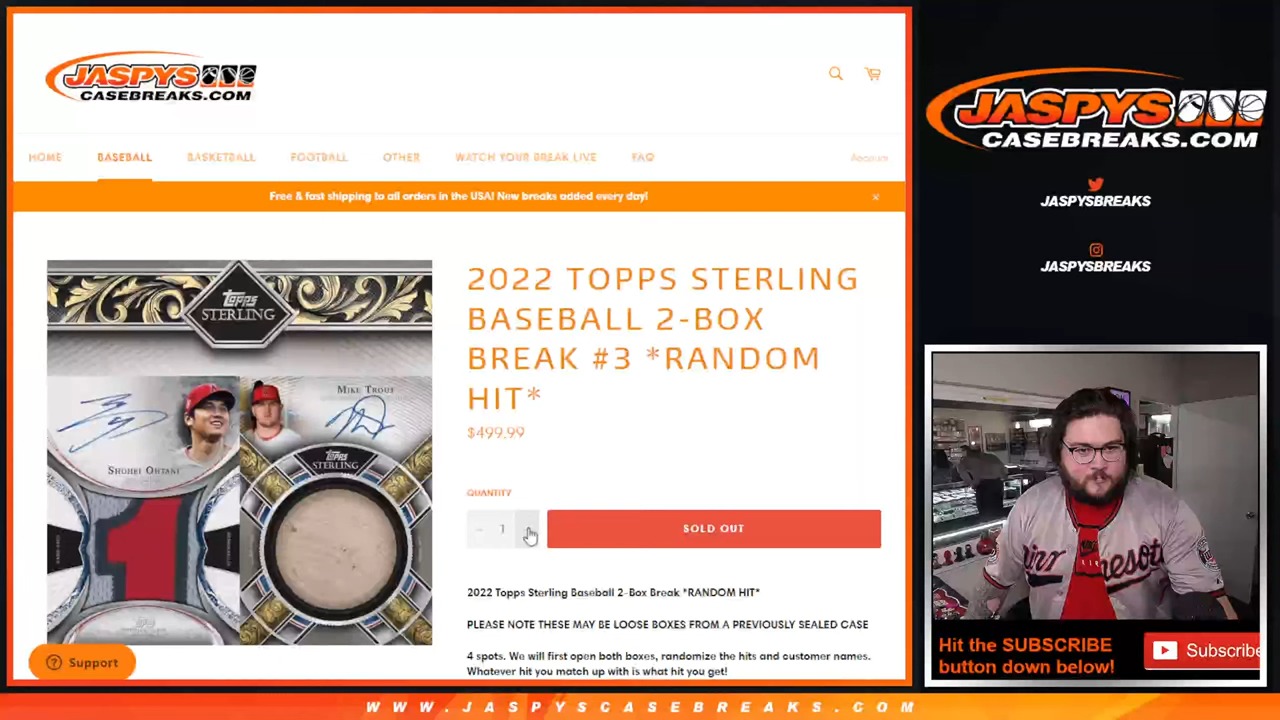 JASPYS
CASEBREAKS.COM
HOME
BASEBALL
BASKETBALL
FOOTBALL
OTHER
WATCH YOUR BREAK LIVE
FAQ
Account
Free & fast shipping to all orders in the USA! New breaks added every day!
×
topps
STERLING
MIKE TROUT
SHOHEI OHTANI
topps
STERLING
2022 TOPPS STERLING
BASEBALL 2-BOX
BREAK #3 *RANDOM
HIT*
$499.99
QUANTITY
− 1
SOLD OUT
2022 Topps Sterling Baseball 2-Box Break *RANDOM HIT*
PLEASE NOTE THESE MAY BE LOOSE BOXES FROM A PREVIOUSLY SEALED CASE
4 spots. We will first open both boxes, randomize the hits and customer names.
Whatever hit you match up with is what hit you get!
Support
JASPYS
CASEBREAKS.COM
JASPYSBREAKS
JASPYSBREAKS
Hit the SUBSCRIBE
button down below!
Subscribe
WWW.JASPYSCASEBREAKS.COM